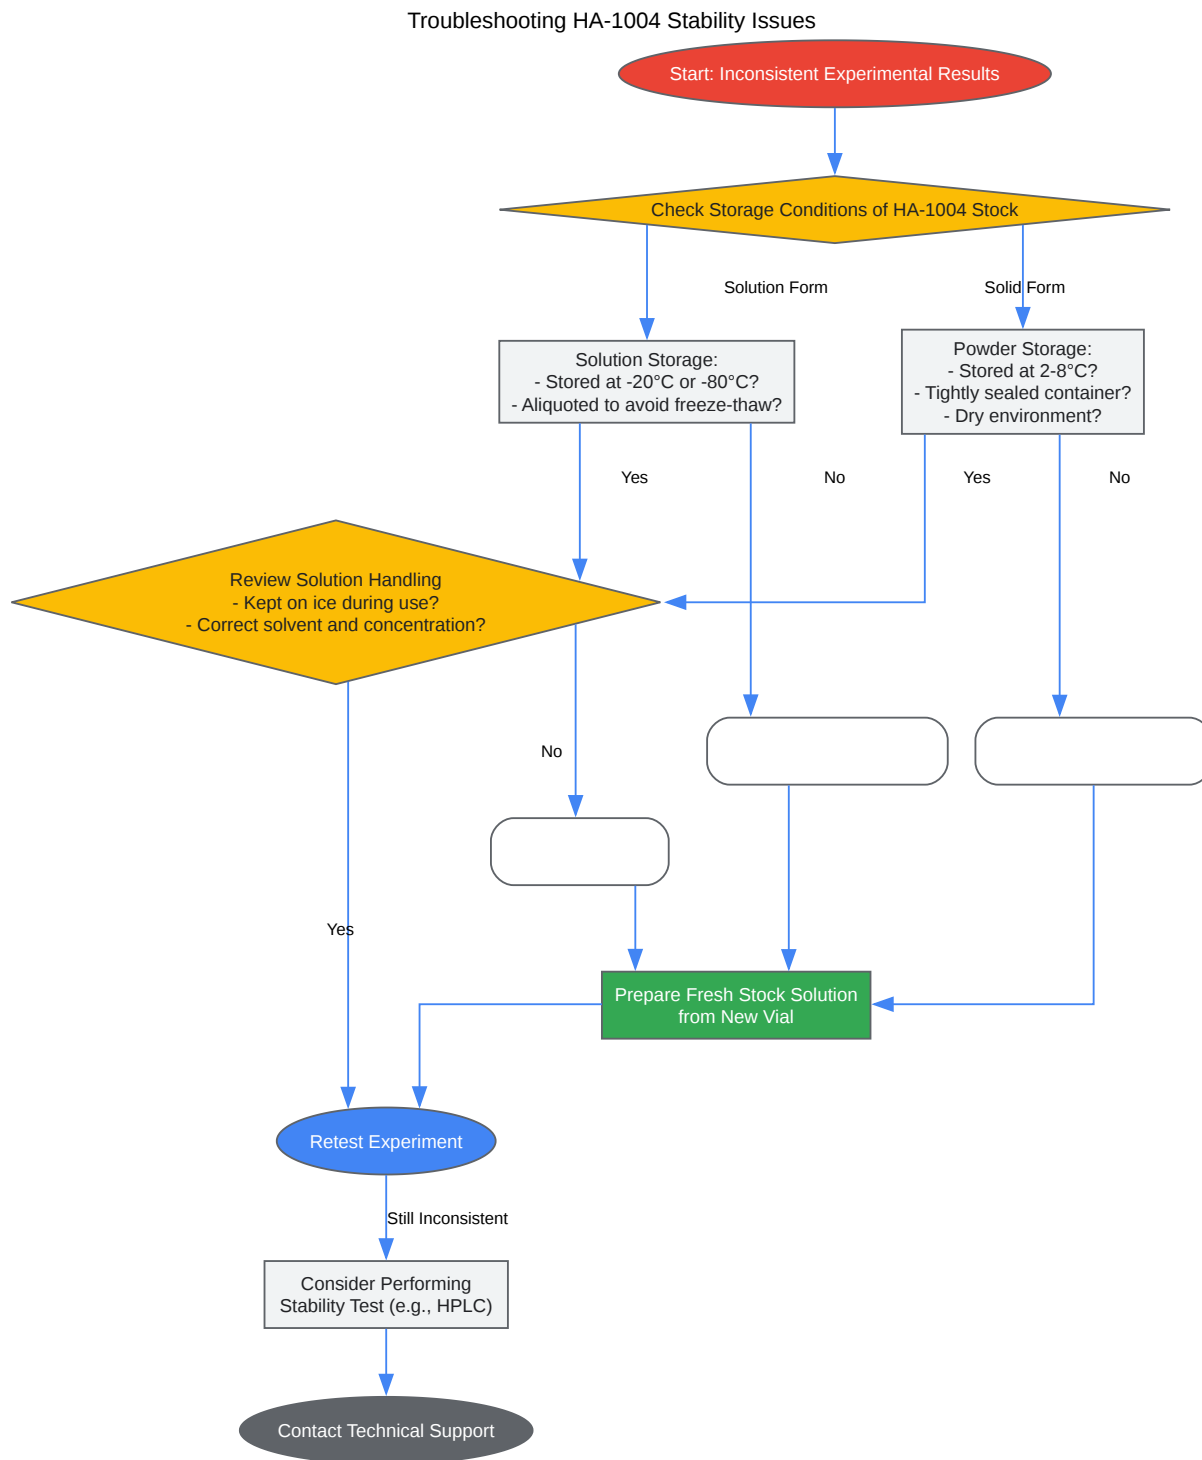 Troubleshooting HA-1004 Stability Issues
Start: Inconsistent Experimental Results
Check Storage Conditions of HA-1004 Stock
Solution Form
Solid Form
Solution Storage:
- Stored at -20°C or -80°C?
- Aliquoted to avoid freeze-thaw?
Powder Storage:
- Stored at 2-8°C?
- Tightly sealed container?
- Dry environment?
Yes
No
Yes
No
Review Solution Handling
- Kept on ice during use?
- Correct solvent and concentration?
No
Yes
Prepare Fresh Stock Solution
from New Vial
Retest Experiment
Still Inconsistent
Consider Performing
Stability Test (e.g., HPLC)
Contact Technical Support